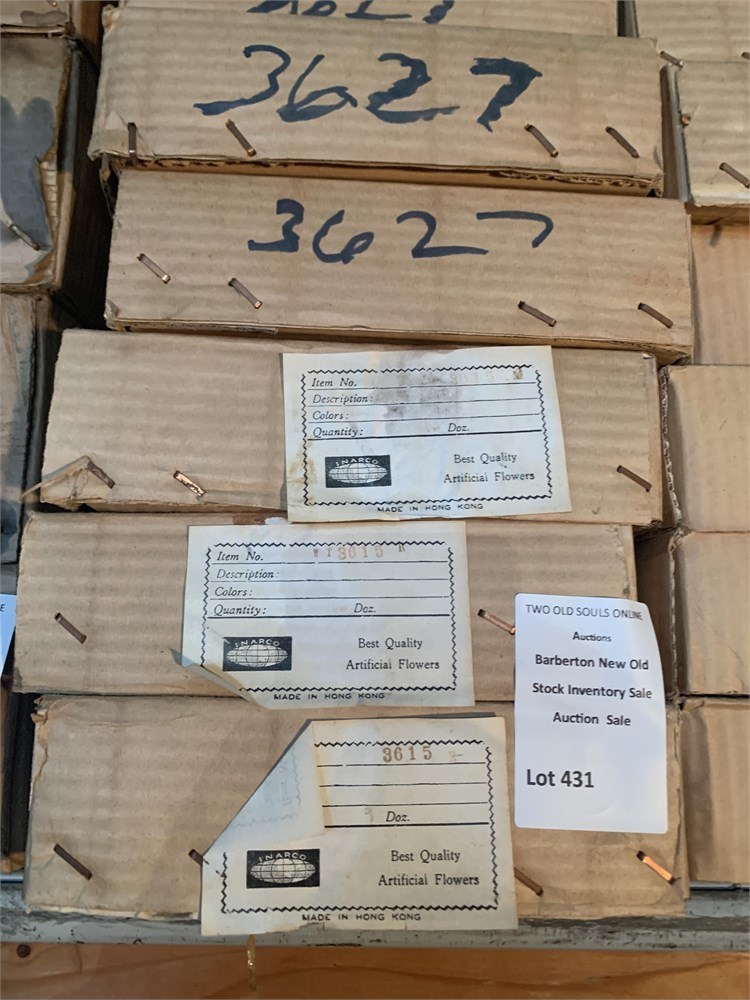 3627
3627
Item No. 3615
Description:
Colors:
Quantity: Doz.
INARCO
Best Quality
Artificial Flowers
MADE IN HONG KONG
Item No. WT3615 R
Description:
Colors:
Quantity: Doz.
INARCO
Best Quality
Artificial Flowers
MADE IN HONG KONG
TWO OLD SOULS ONLINE
Auctions
Barberton New Old
Stock Inventory Sale
Auction Sale
Lot 431
3615
Doz.
INARCO
Best Quality
Artificial Flowers
MADE IN HONG KONG